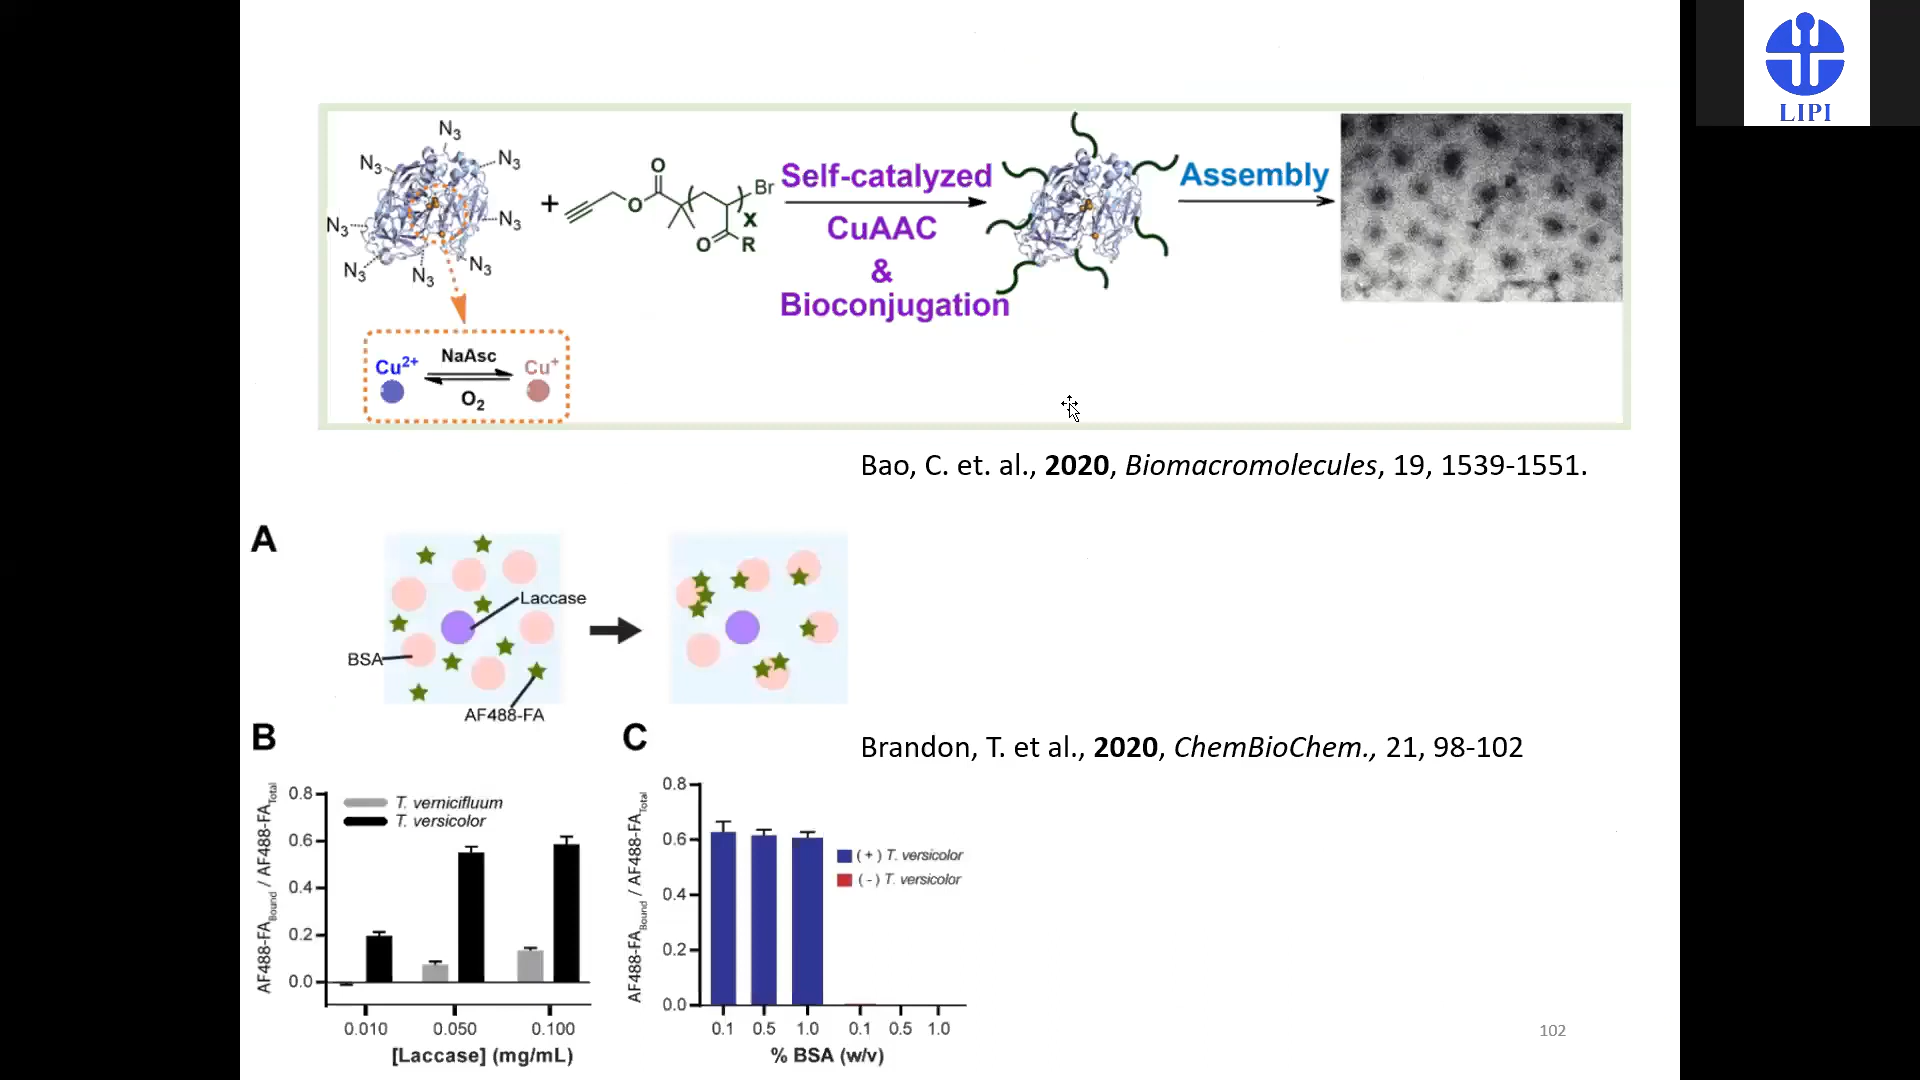 LIPI
N3
N3
N3
N3
N3
N3
N3
N3
+
O
O
Br
x
O
R
Self-catalyzed
CuAAC
&
Bioconjugation
Assembly
Cu2+
NaAsc
O2
Cu+
Bao, C. et. al., 2020, Biomacromolecules, 19, 1539-1551.
A
Laccase
BSA
AF488-FA
Brandon, T. et al., 2020, ChemBioChem., 21, 98-102
B
AF488-FABound / AF488-FATotal
0.8
0.6
0.4
0.2
0.0
T. vernicifluum
T. versicolor
0.010 0.050 0.100
[Laccase] (mg/mL)
C
AF488-FABound / AF488-FATotal
0.8
0.6
0.4
0.2
0.0
(+) T. versicolor
(-) T. versicolor
0.1 0.5 1.0 0.1 0.5 1.0
% BSA (w/v)
102